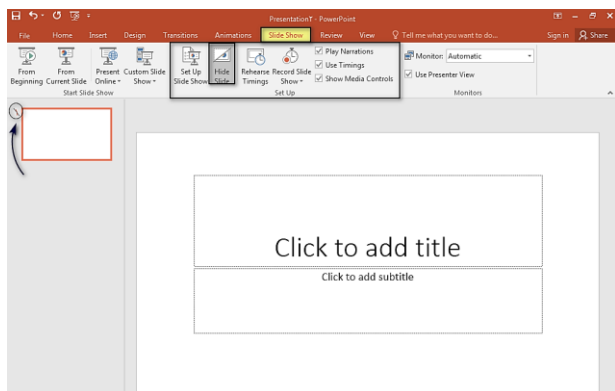 Presentation1 - PowerPoint
File Home Insert Design Transitions Animations Slide Show Review View Tell me what you want to do... Sign in Share
From Beginning
From Current Slide
Present Online
Custom Slide Show
Start Slide Show
Set Up Slide Show
Hide Slide
Rehearse Timings
Record Slide Show
Play Narrations
Use Timings
Show Media Controls
Set Up
Monitor: Automatic
Use Presenter View
Monitors
Click to add title
Click to add subtitle